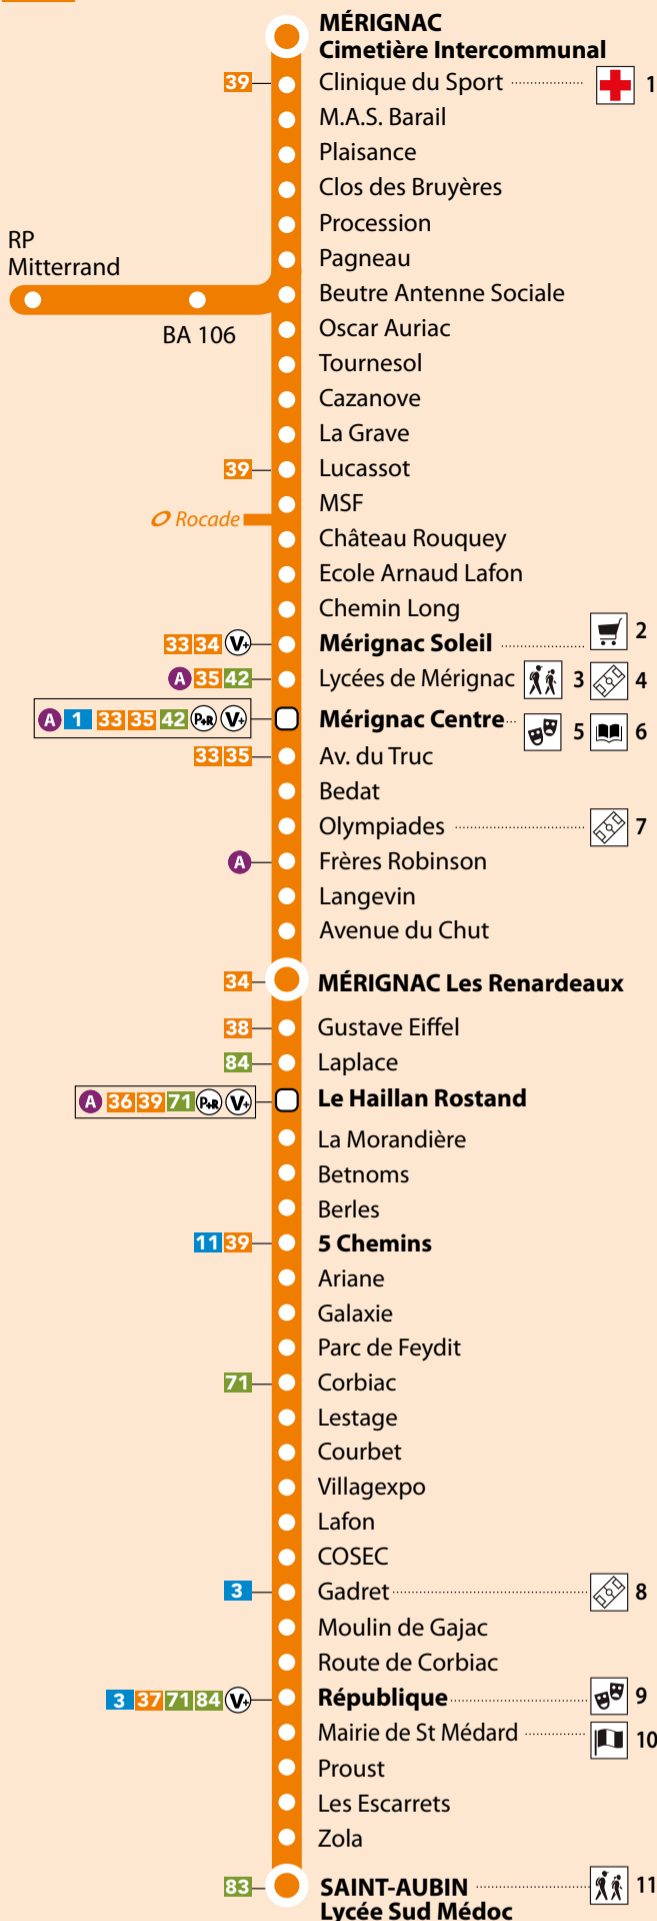 MÉRIGNAC
Cimetière Intercommunal
39 Clinique du Sport 1
M.A.S. Barail
Plaisance
Clos des Bruyères
Procession
RP
Mitterrand
Pagneau
Beutre Antenne Sociale
BA 106
Oscar Auriac
Tournesol
Cazanove
La Grave
39 Lucassot
MSF
Rocade
Château Rouquey
Ecole Arnaud Lafon
Chemin Long
33 34 V+ Mérignac Soleil 2
A 35 42 Lycées de Mérignac 3 4
A 1 33 35 42 P+R V+ Mérignac Centre 5 6
33 35 Av. du Truc
Bedat
Olympiades 7
A Frères Robinson
Langevin
Avenue du Chut
34 MÉRIGNAC Les Renardeaux
38 Gustave Eiffel
84 Laplace
A 36 39 71 P+R V+ Le Haillan Rostand
La Morandière
Betnoms
Berles
11 39 5 Chemins
Ariane
Galaxie
Parc de Feydit
71 Corbiac
Lestage
Courbet
Villagexpo
Lafon
COSEC
3 Gadret 8
Moulin de Gajac
Route de Corbiac
3 37 71 84 V+ République 9
Mairie de St Médard 10
Proust
Les Escarrets
Zola
83 SAINT-AUBIN 11
Lycée Sud Médoc